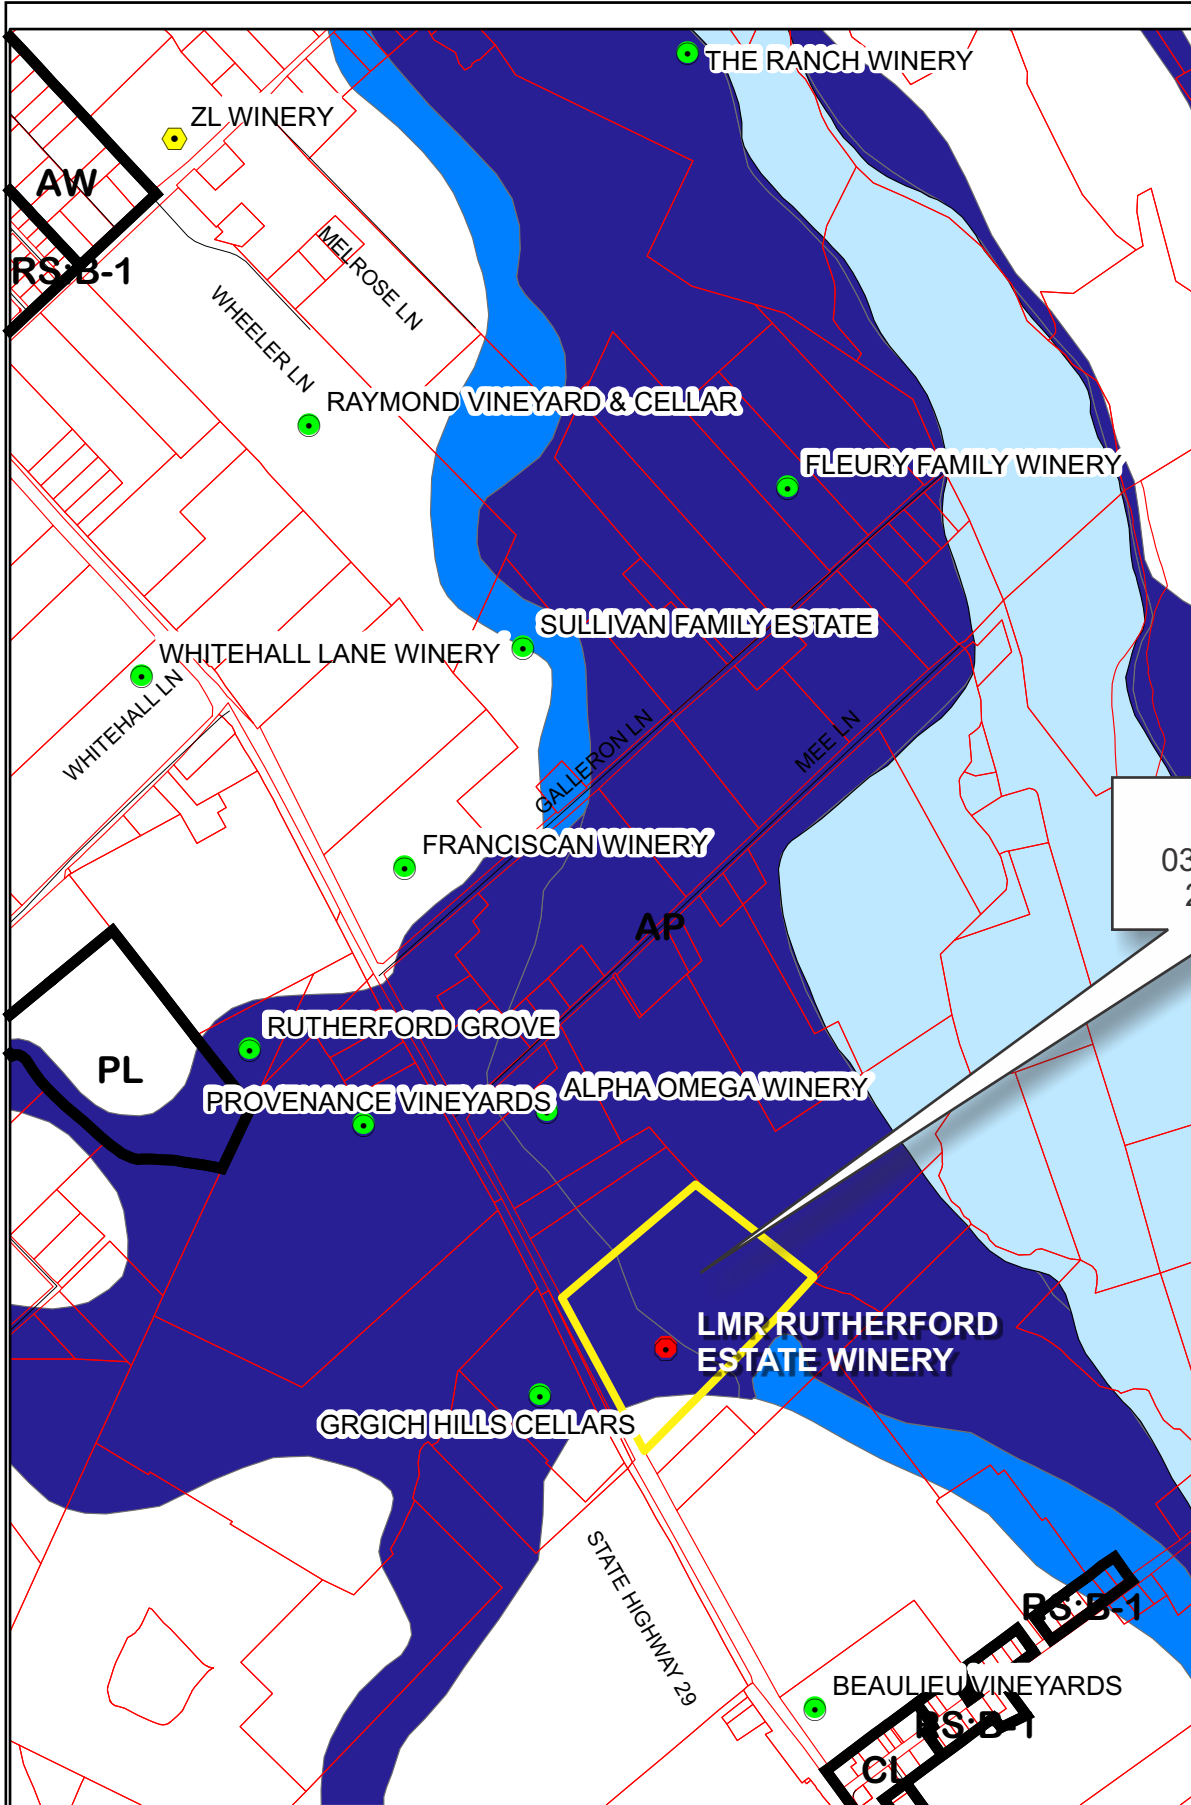 THE RANCH WINERY
ZL WINERY
AW
RS:B-1
MELROSE LN
WHEELER LN
RAYMOND VINEYARD & CELLAR
FLEURY FAMILY WINERY
SULLIVAN FAMILY ESTATE
WHITEHALL LANE WINERY
WHITEHALL LN
GALLERON LN
MEE LN
FRANCISCAN WINERY
03
2
AP
RUTHERFORD GROVE
PL
PROVENANCE VINEYARDS
ALPHA OMEGA WINERY
LMR RUTHERFORD
ESTATE WINERY
GRGICH HILLS CELLARS
STATE HIGHWAY 29
RS:B-1
BEAULIEU VINEYARDS
RS:B-1
CL